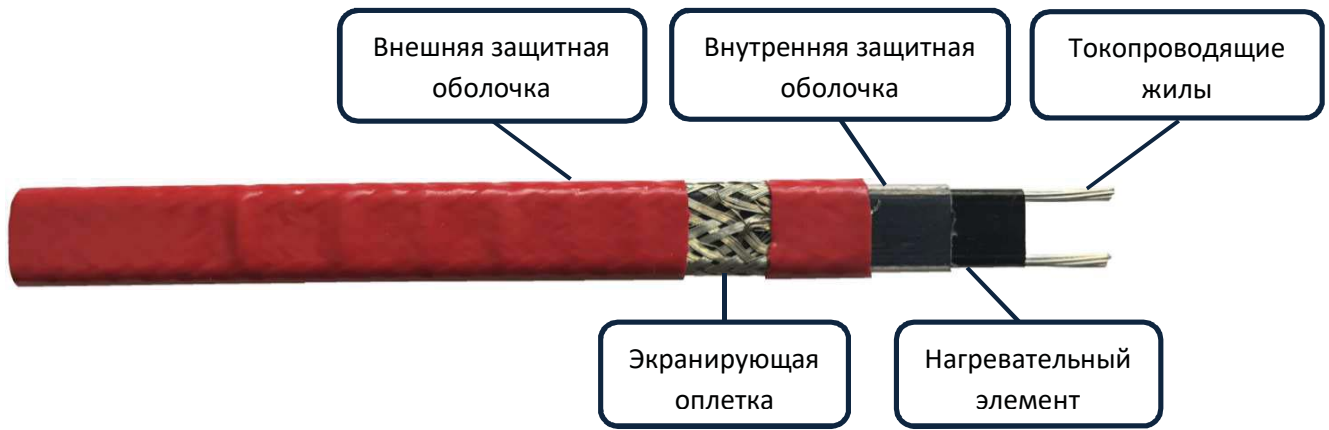 Внешняя защитная
оболочка
Внутренняя защитная
оболочка
Токопроводящие
жилы
Экранирующая
оплетка
Нагревательный
элемент